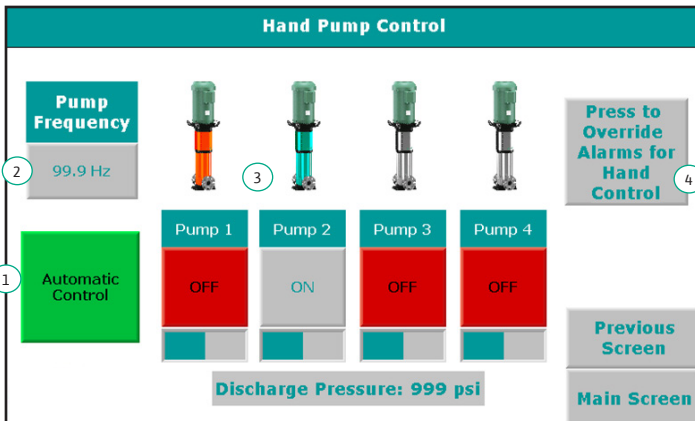 Hand Pump Control
Pump
Frequency
2
99.9 Hz
3
Press to
Override
Alarms for
Hand
Control
4
1
Automatic
Control
Pump 1
Pump 2
Pump 3
Pump 4
OFF
ON
OFF
OFF
Previous
Screen
Discharge Pressure: 999 psi
Main Screen